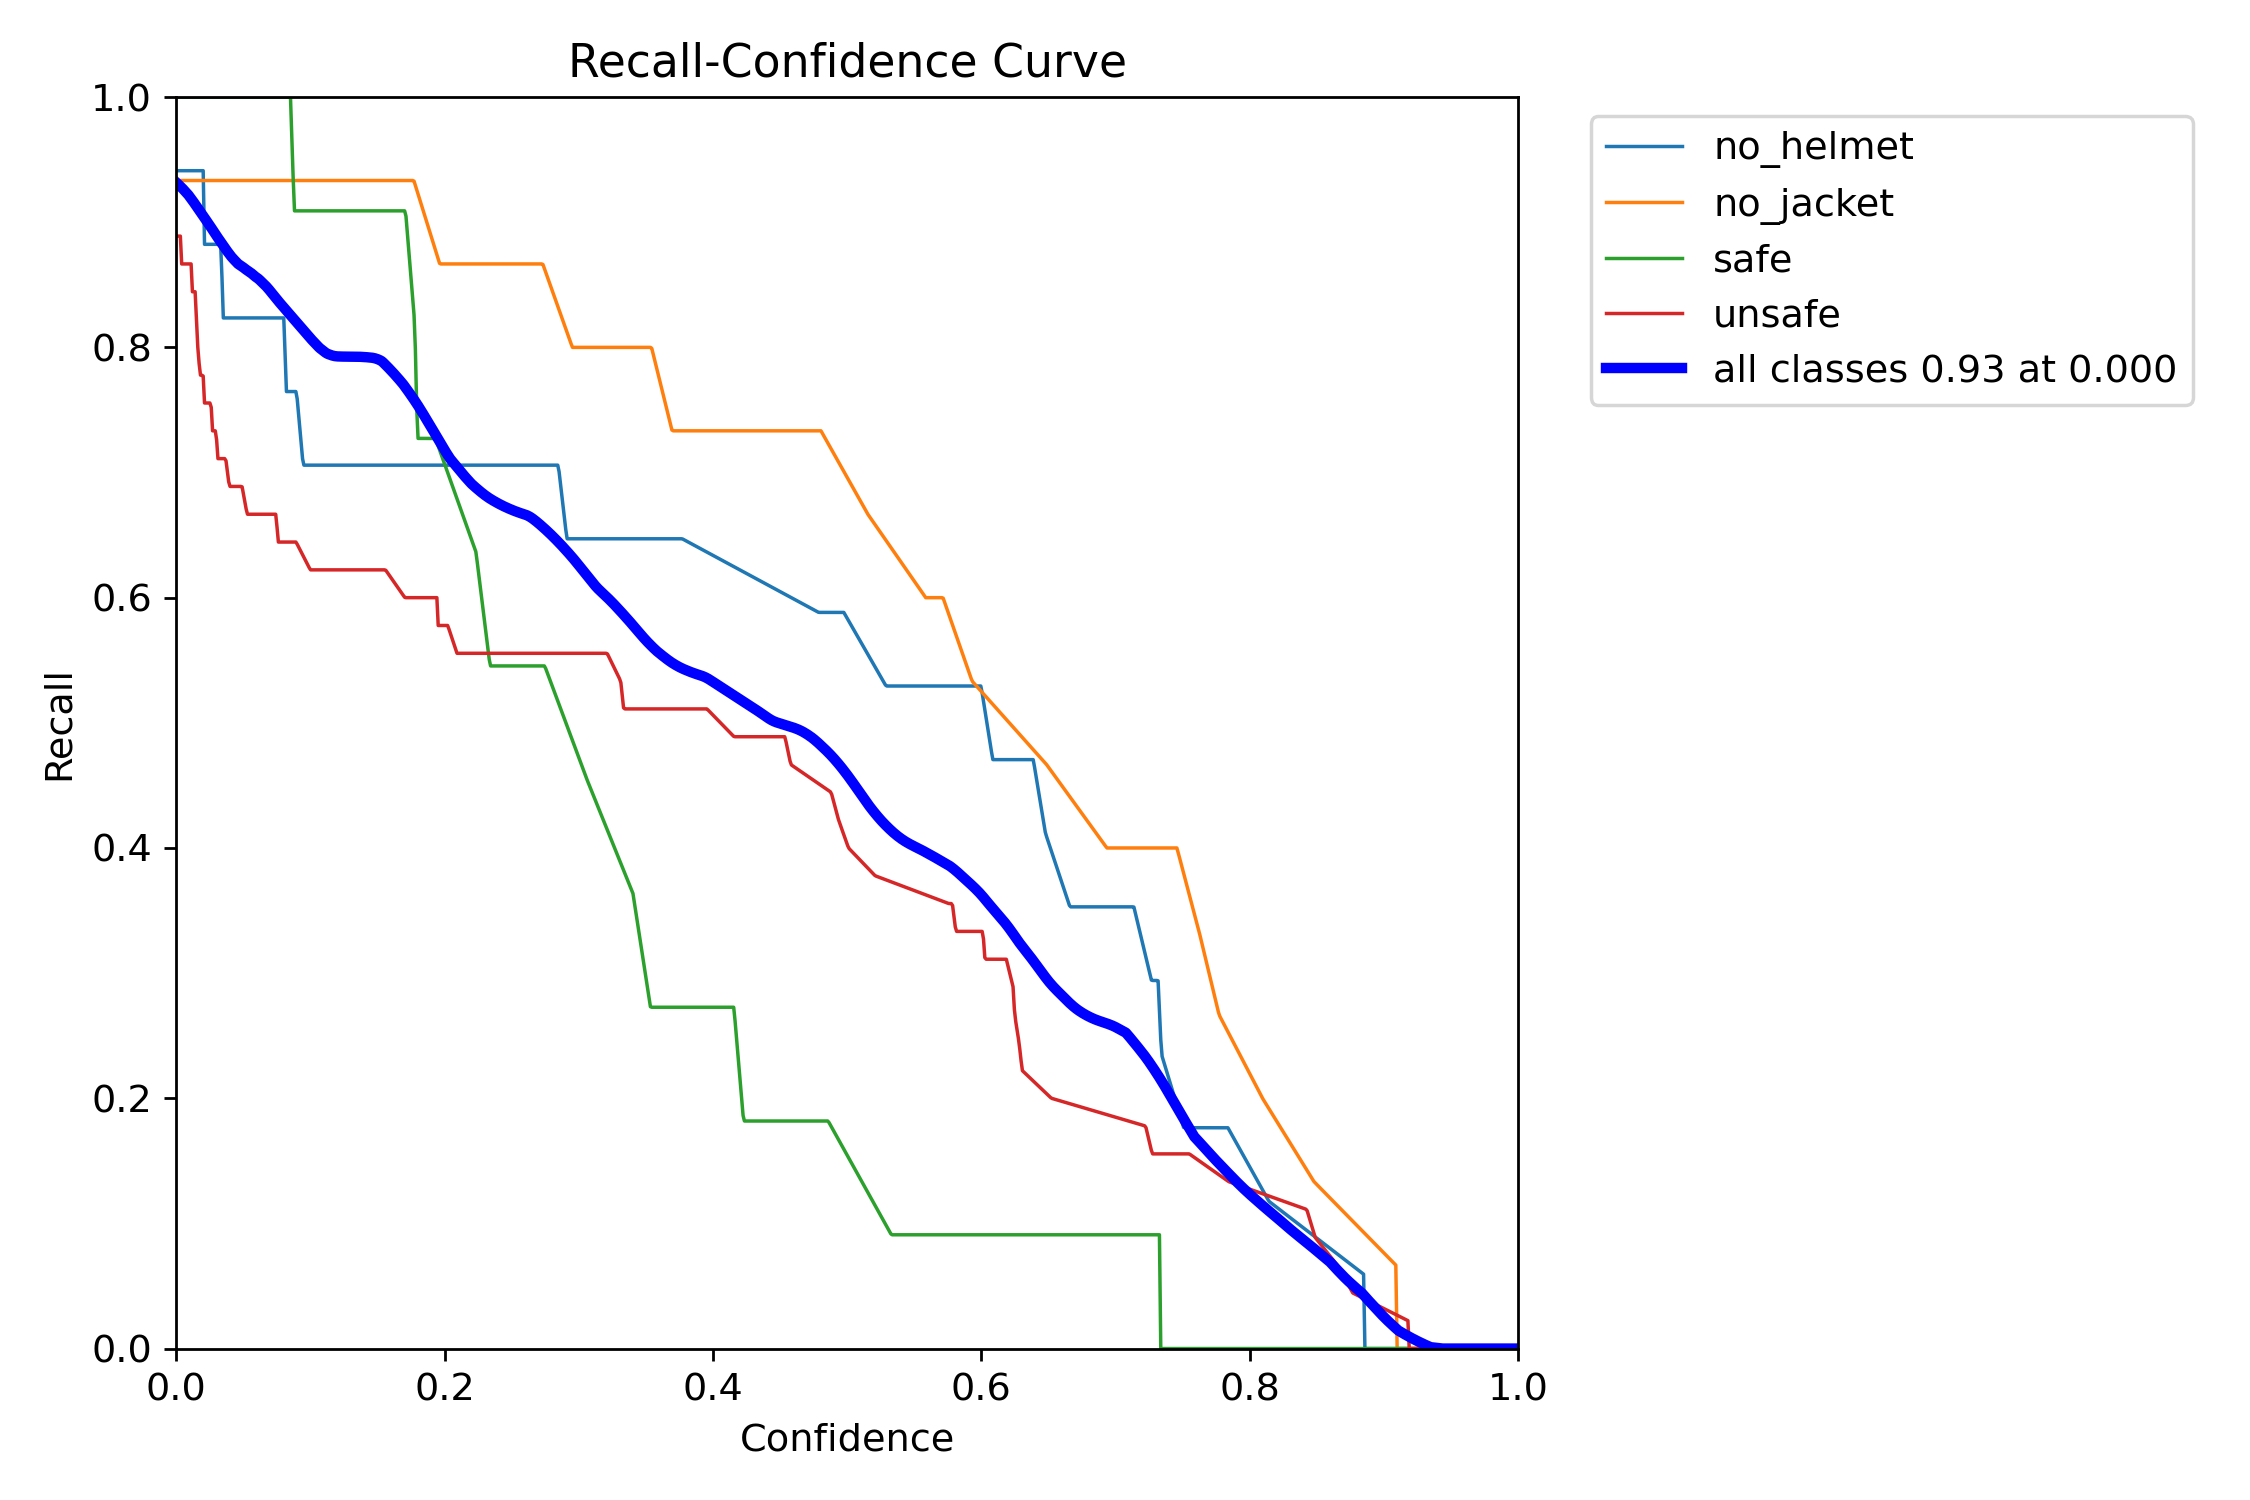 Recall-Confidence Curve
1.0
0.8
0.6
0.4
0.2
0.0
Recall
0.0 0.2 0.4 0.6 0.8 1.0
Confidence
no_helmet
no_jacket
safe
unsafe
all classes 0.93 at 0.000